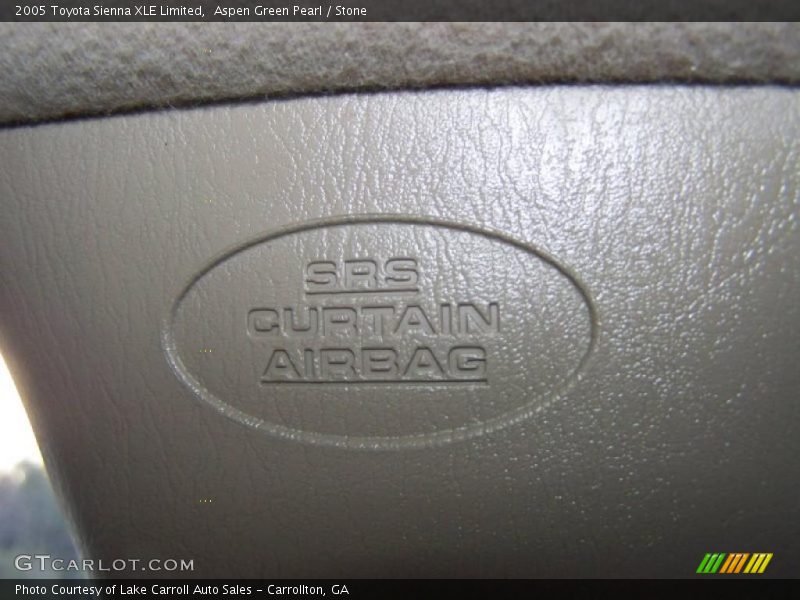 2005 Toyota Sienna XLE Limited, Aspen Green Pearl / Stone
SRS
CURTAIN
AIRBAG
GTCARLOT.COM
Photo Courtesy of Lake Carroll Auto Sales - Carrollton, GA